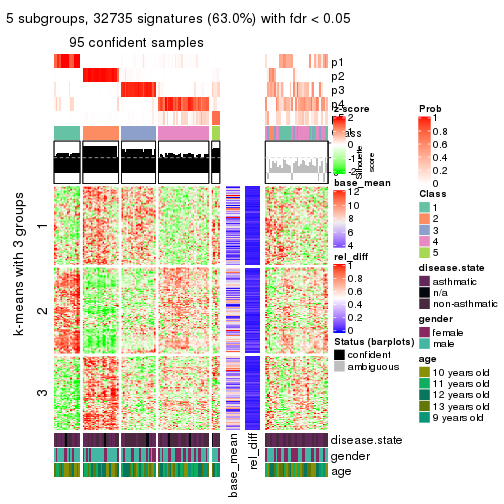 5 subgroups, 32735 signatures (63.0%) with fdr < 0.05
95 confident samples
p1
p2
p3
p4
z-score
2
0
-2
Silhouette
score
Prob
1
0.8
0.6
0.4
0.2
0
base_mean
12
10
8
6
4
Class
1
2
3
4
5
rel_diff
1
0.8
0.6
0.4
0.2
0
disease.state
asthmatic
n/a
non-asthmatic
gender
female
male
Status (barplots)
confident
ambiguous
age
10 years old
11 years old
12 years old
13 years old
9 years old
k-means with 3 groups
1
2
3
disease.state
gender
age
base_mean
rel_diff